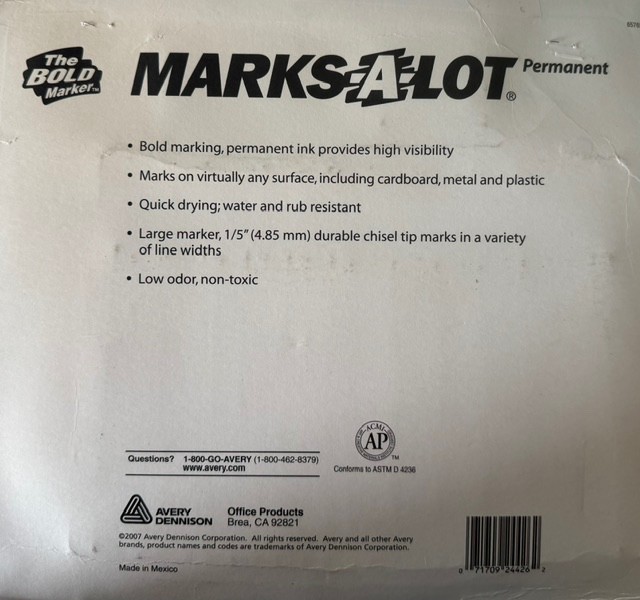 The
BOLD
Marker™
MARKS-A-LOT® Permanent
• Bold marking, permanent ink provides high visibility
• Marks on virtually any surface, including cardboard, metal and plastic
• Quick drying; water and rub resistant
• Large marker, 1/5" (4.85 mm) durable chisel tip marks in a variety
of line widths
• Low odor, non-toxic
ACMI
AP
TM
Conforms to ASTM D 4236
Questions? 1-800-GO-AVERY (1-800-462-8379)
www.avery.com
AVERY
DENNISON
Office Products
Brea, CA 92821
©2007 Avery Dennison Corporation. All rights reserved. Avery and all other Avery
brands, product names and codes are trademarks of Avery Dennison Corporation.
Made in Mexico
0 71709 24426 2